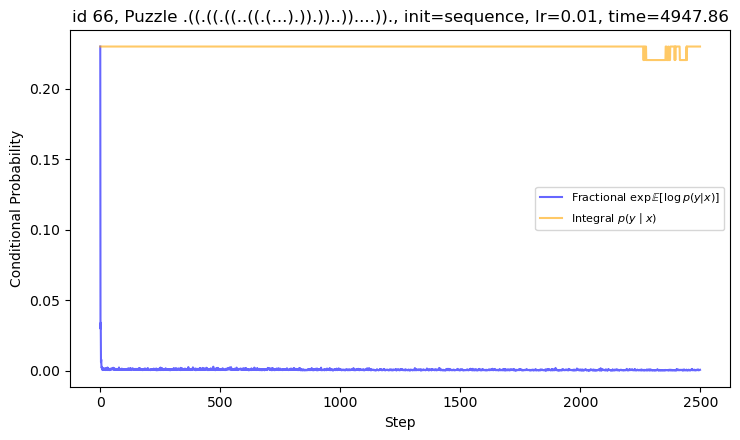 id 66, Puzzle .((.((.((..((.(...).)).))..))....))., init=sequence, lr=0.01, time=4947.86
Conditional Probability
0.20
0.15
0.10
0.05
0.00
Fractional exp𝔼[log p(y|x)]
Integral p(y | x)
0 500 1000 1500 2000 2500
Step